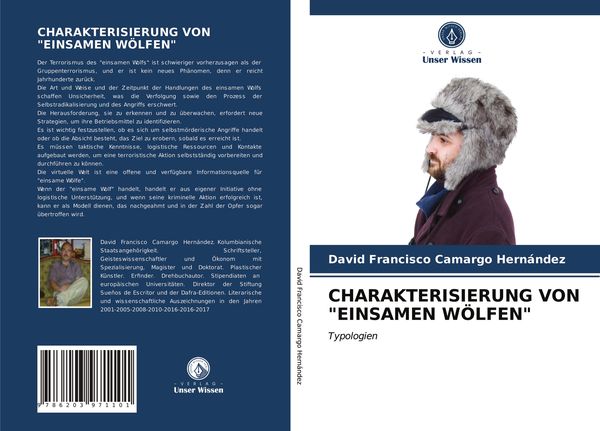 CHARAKTERISIERUNG VON
"EINSAMEN WÖLFEN"
Der Terrorismus des "einsamen Wolfs" ist schwieriger vorherzusagen als der
Gruppenterrorismus, und er ist kein neues Phänomen, denn er reicht
Jahrhunderte zurück.
Die Art und Weise und der Zeitpunkt der Handlungen des einsamen Wolfs
schaffen Unsicherheit, was die Verfolgung sowie den Prozess der
Selbstradikalisierung und des Angriffs erschwert.
Die Herausforderung, sie zu erkennen und zu überwachen, erfordert neue
Strategien, um ihre Betriebsmittel zu identifizieren.
Es ist wichtig festzustellen, ob es sich um selbstmörderische Angriffe handelt
oder ob die Absicht besteht, das Ziel zu erobern, sobald es erreicht ist.
Es müssen taktische Kenntnisse, logistische Ressourcen und Kontakte
aufgebaut werden, um eine terroristische Aktion selbstständig vorbereiten und
durchführen zu können.
Die virtuelle Welt ist eine offene und verfügbare Informationsquelle für
"einsame Wölfe"
Wenn der "einsame Wolf" handelt, handelt er aus eigener Initiative ohne
logistische Unterstützung, und wenn seine kriminelle Aktion erfolgreich ist,
kann er als Modell dienen, das nachgeahmt und in der Zahl der Opfer sogar
übertroffen wird.
David Francisco Camargo Hernández. Kolumbianische
Staatsangehörigkeit. Schriftsteller,
Geisteswissenschaftler und Ökonom mit
Spezialisierung, Magister und Doktorat. Plastischer
Künstler. Erfinder. Drehbuchautor. Stipendiaten an
europäischen Universitäten. Direktor der Stiftung
Sueños de Escritor und der Dafra-Editionen. Literarische
und wissenschaftliche Auszeichnungen in den Jahren
2001-2005-2008-2010-2016-2016-2017
9 786203 971101
VERLAG
Unser Wissen
David Francisco Camargo Hernández
VERLAG
Unser Wissen
David Francisco Camargo Hernández
CHARAKTERISIERUNG VON
"EINSAMEN WÖLFEN"
Typologien